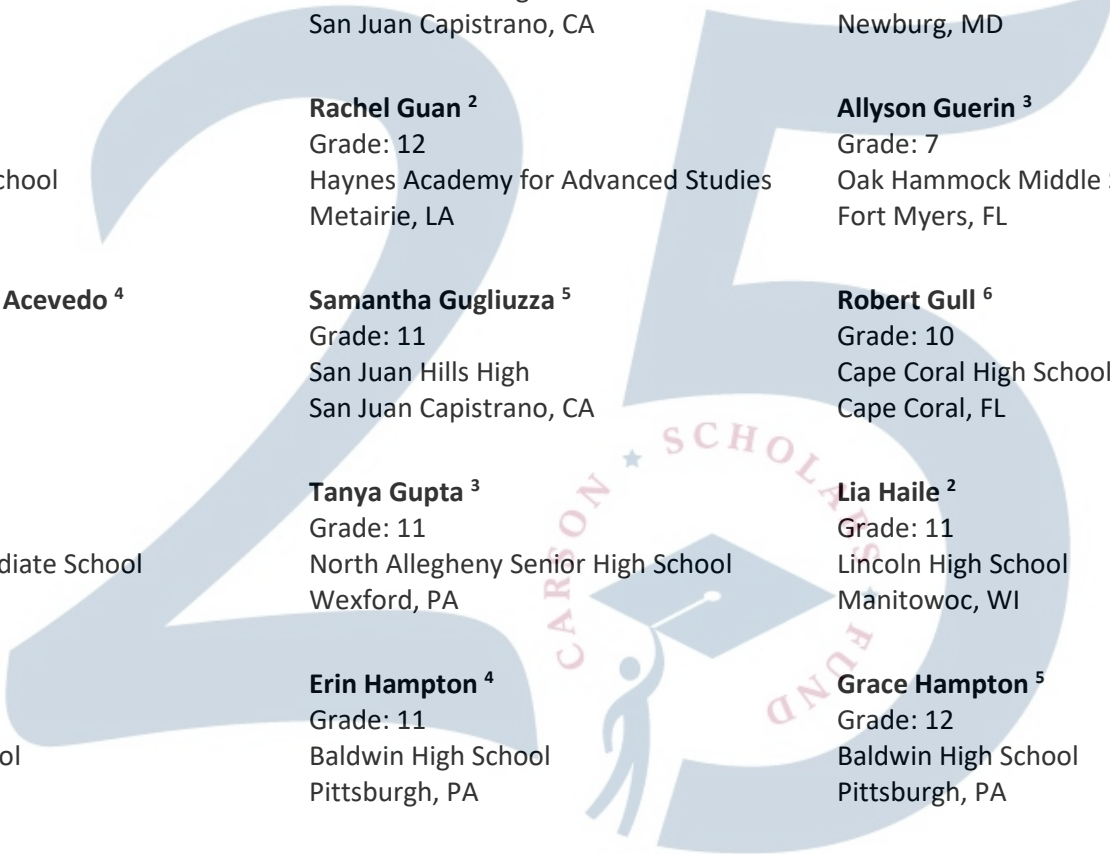 San Juan Capistrano, CA
Newburg, MD
Rachel Guan ²
Grade: 12
Haynes Academy for Advanced Studies
Metairie, LA
Allyson Guerin ³
Grade: 7
Oak Hammock Middle
Fort Myers, FL
Acevedo ⁴
Samantha Gugliuzza ⁵
Grade: 11
San Juan Hills High
San Juan Capistrano, CA
Robert Gull ⁶
Grade: 10
Cape Coral High School
Cape Coral, FL
diate School
Tanya Gupta ³
Grade: 11
North Allegheny Senior High School
Wexford, PA
Lia Haile ²
Grade: 11
Lincoln High School
Manitowoc, WI
Erin Hampton ⁴
Grade: 11
Baldwin High School
Pittsburgh, PA
Grace Hampton ⁵
Grade: 12
Baldwin High School
Pittsburgh, PA
25
CARSON ★ SCHOLARS ★ FUND